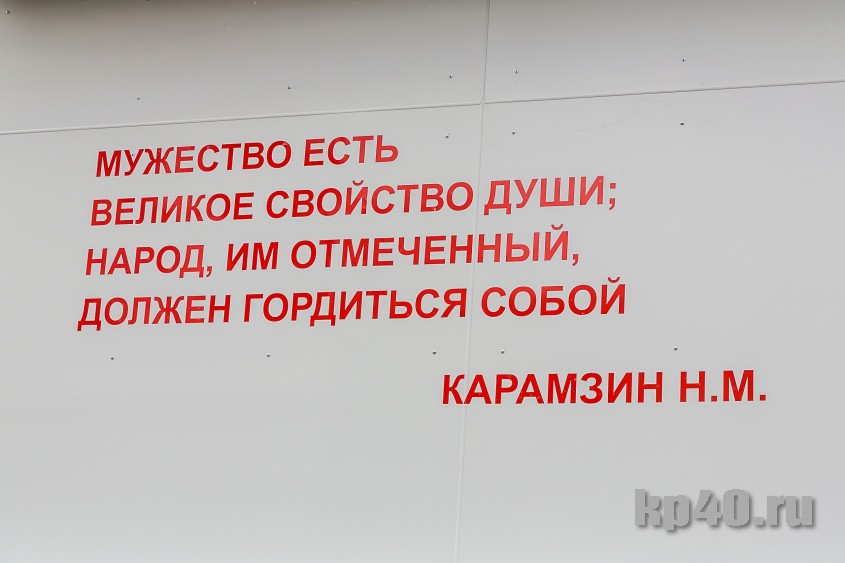 МУЖЕСТВО ЕСТЬ
ВЕЛИКОЕ СВОЙСТВО ДУШИ;
НАРОД, ИМ ОТМЕЧЕННЫЙ,
ДОЛЖЕН ГОРДИТЬСЯ СОБОЙ
КАРАМЗИН Н.М.
kp40.ru